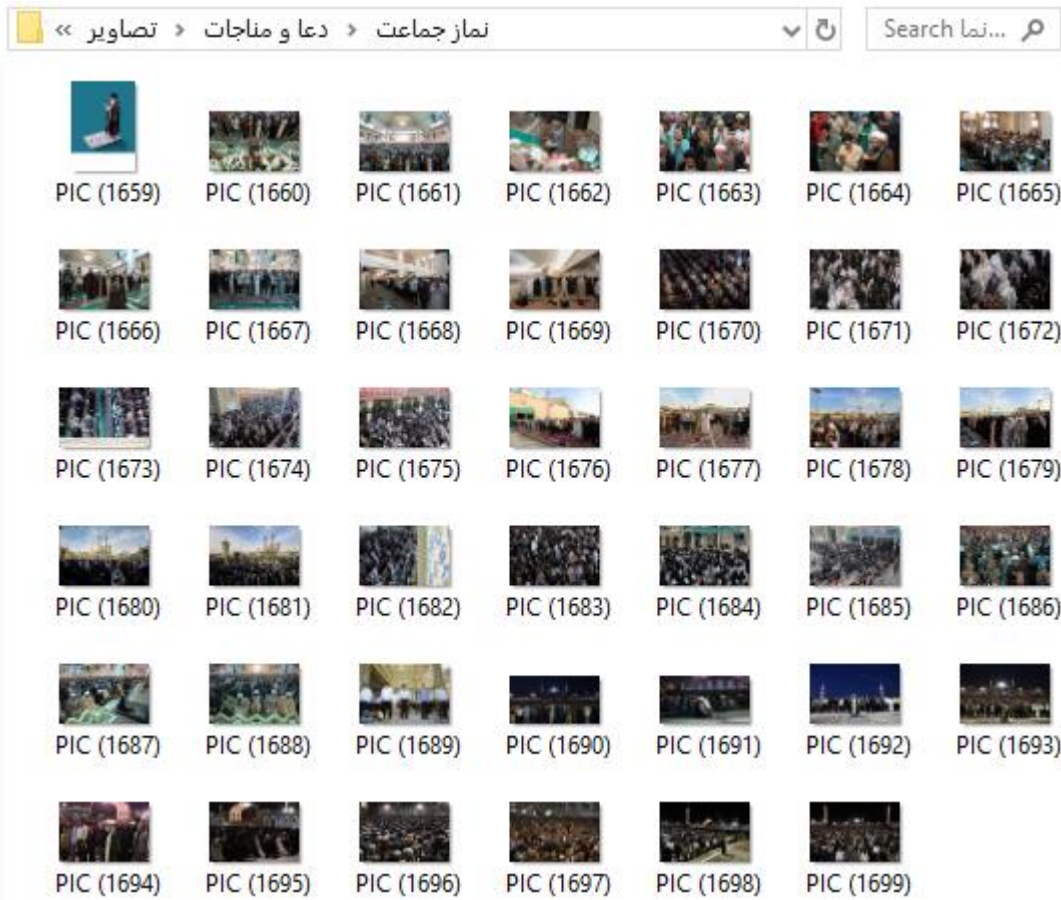 » تصاویر › دعا و مناجات › نماز جماعت
Search نما...
PIC (1659) PIC (1660) PIC (1661) PIC (1662) PIC (1663) PIC (1664) PIC (1665)
PIC (1666) PIC (1667) PIC (1668) PIC (1669) PIC (1670) PIC (1671) PIC (1672)
PIC (1673) PIC (1674) PIC (1675) PIC (1676) PIC (1677) PIC (1678) PIC (1679)
PIC (1680) PIC (1681) PIC (1682) PIC (1683) PIC (1684) PIC (1685) PIC (1686)
PIC (1687) PIC (1688) PIC (1689) PIC (1690) PIC (1691) PIC (1692) PIC (1693)
PIC (1694) PIC (1695) PIC (1696) PIC (1697) PIC (1698) PIC (1699)